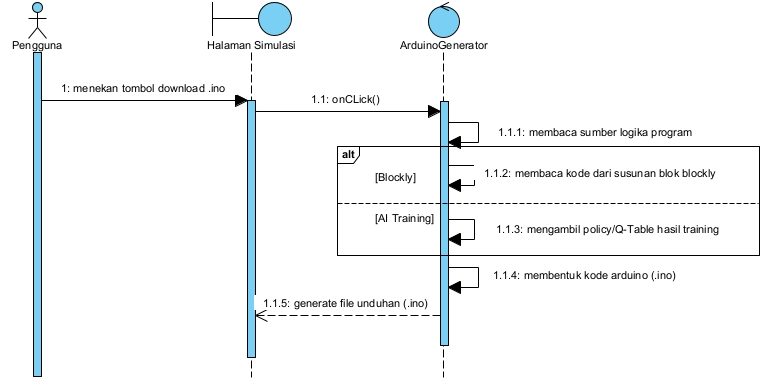 Pengguna
Halaman Simulasi
ArduinoGenerator
1: menekan tombol download .ino
1.1: onCLick()
1.1.1: membaca sumber logika program
alt
[Blockly]
1.1.2: membaca kode dari susunan blok blockly
[AI Training]
1.1.3: mengambil policy/Q-Table hasil training
1.1.4: membentuk kode arduino (.ino)
1.1.5: generate file unduhan (.ino)